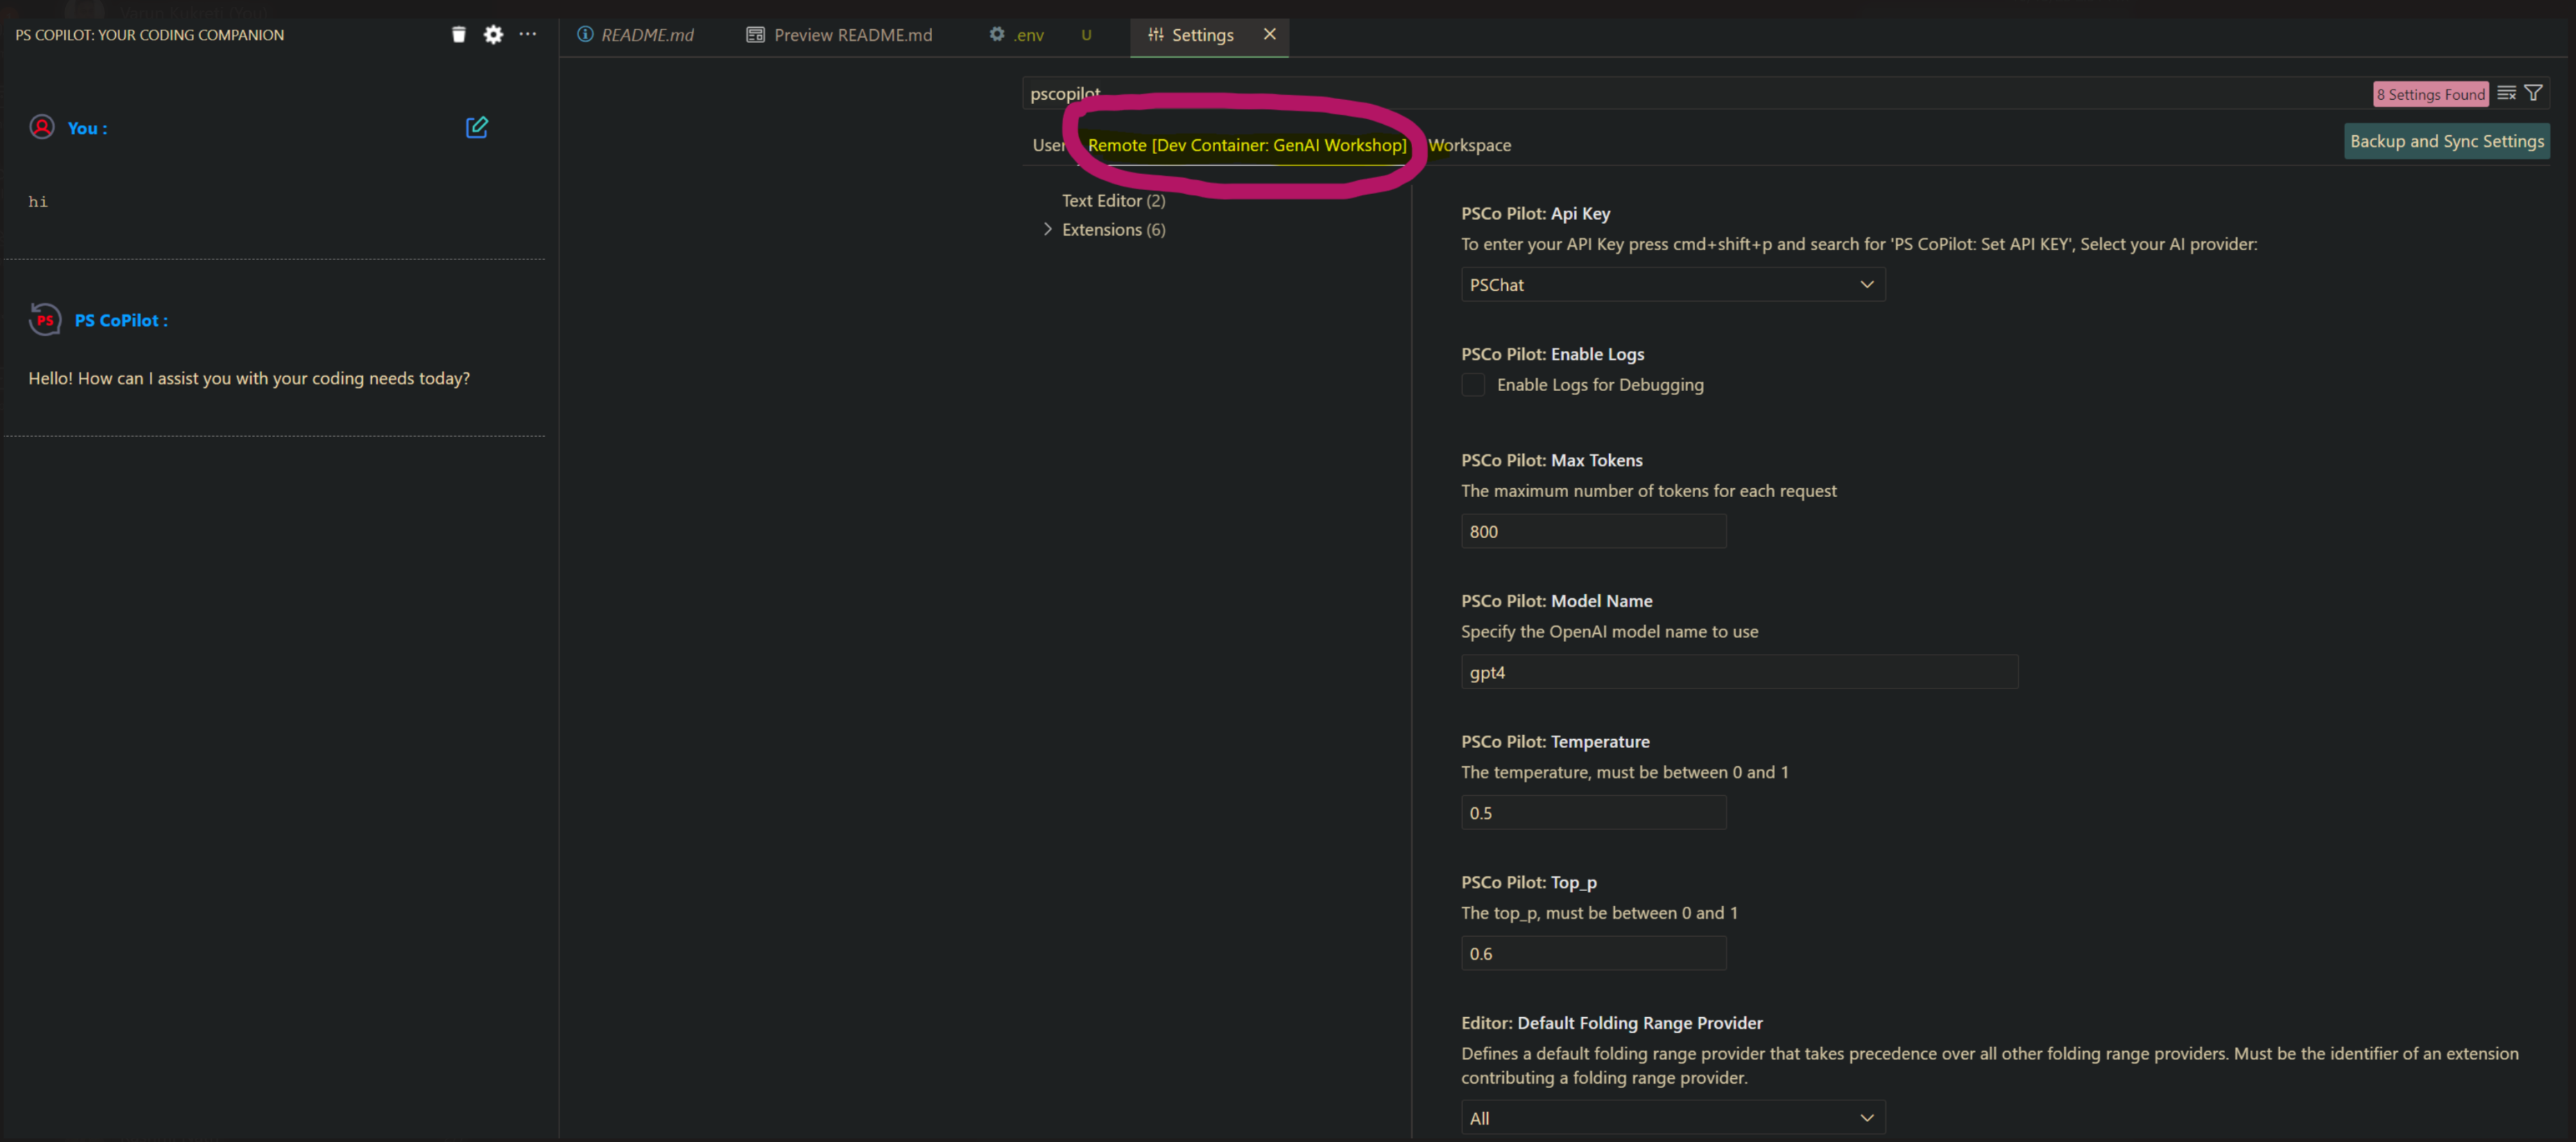 PS COPILOT: YOUR CODING COMPANION
README.md
Preview README.md
.env
U
Settings
You :
hi
PS
PS CoPilot :
Hello! How can I assist you with your coding needs today?
pscopilot
8 Settings Found
User
Remote [Dev Container: GenAI Workshop]
Workspace
Backup and Sync Settings
Text Editor (2)
Extensions (6)
PSCo Pilot: Api Key
To enter your API Key press cmd+shift+p and search for 'PS CoPilot: Set API KEY', Select your AI provider:
PSChat
PSCo Pilot: Enable Logs
Enable Logs for Debugging
PSCo Pilot: Max Tokens
The maximum number of tokens for each request
800
PSCo Pilot: Model Name
Specify the OpenAI model name to use
gpt4
PSCo Pilot: Temperature
The temperature, must be between 0 and 1
0.5
PSCo Pilot: Top_p
The top_p, must be between 0 and 1
0.6
Editor: Default Folding Range Provider
Defines a default folding range provider that takes precedence over all other folding range providers. Must be the identifier of an extension
contributing a folding range provider.
All